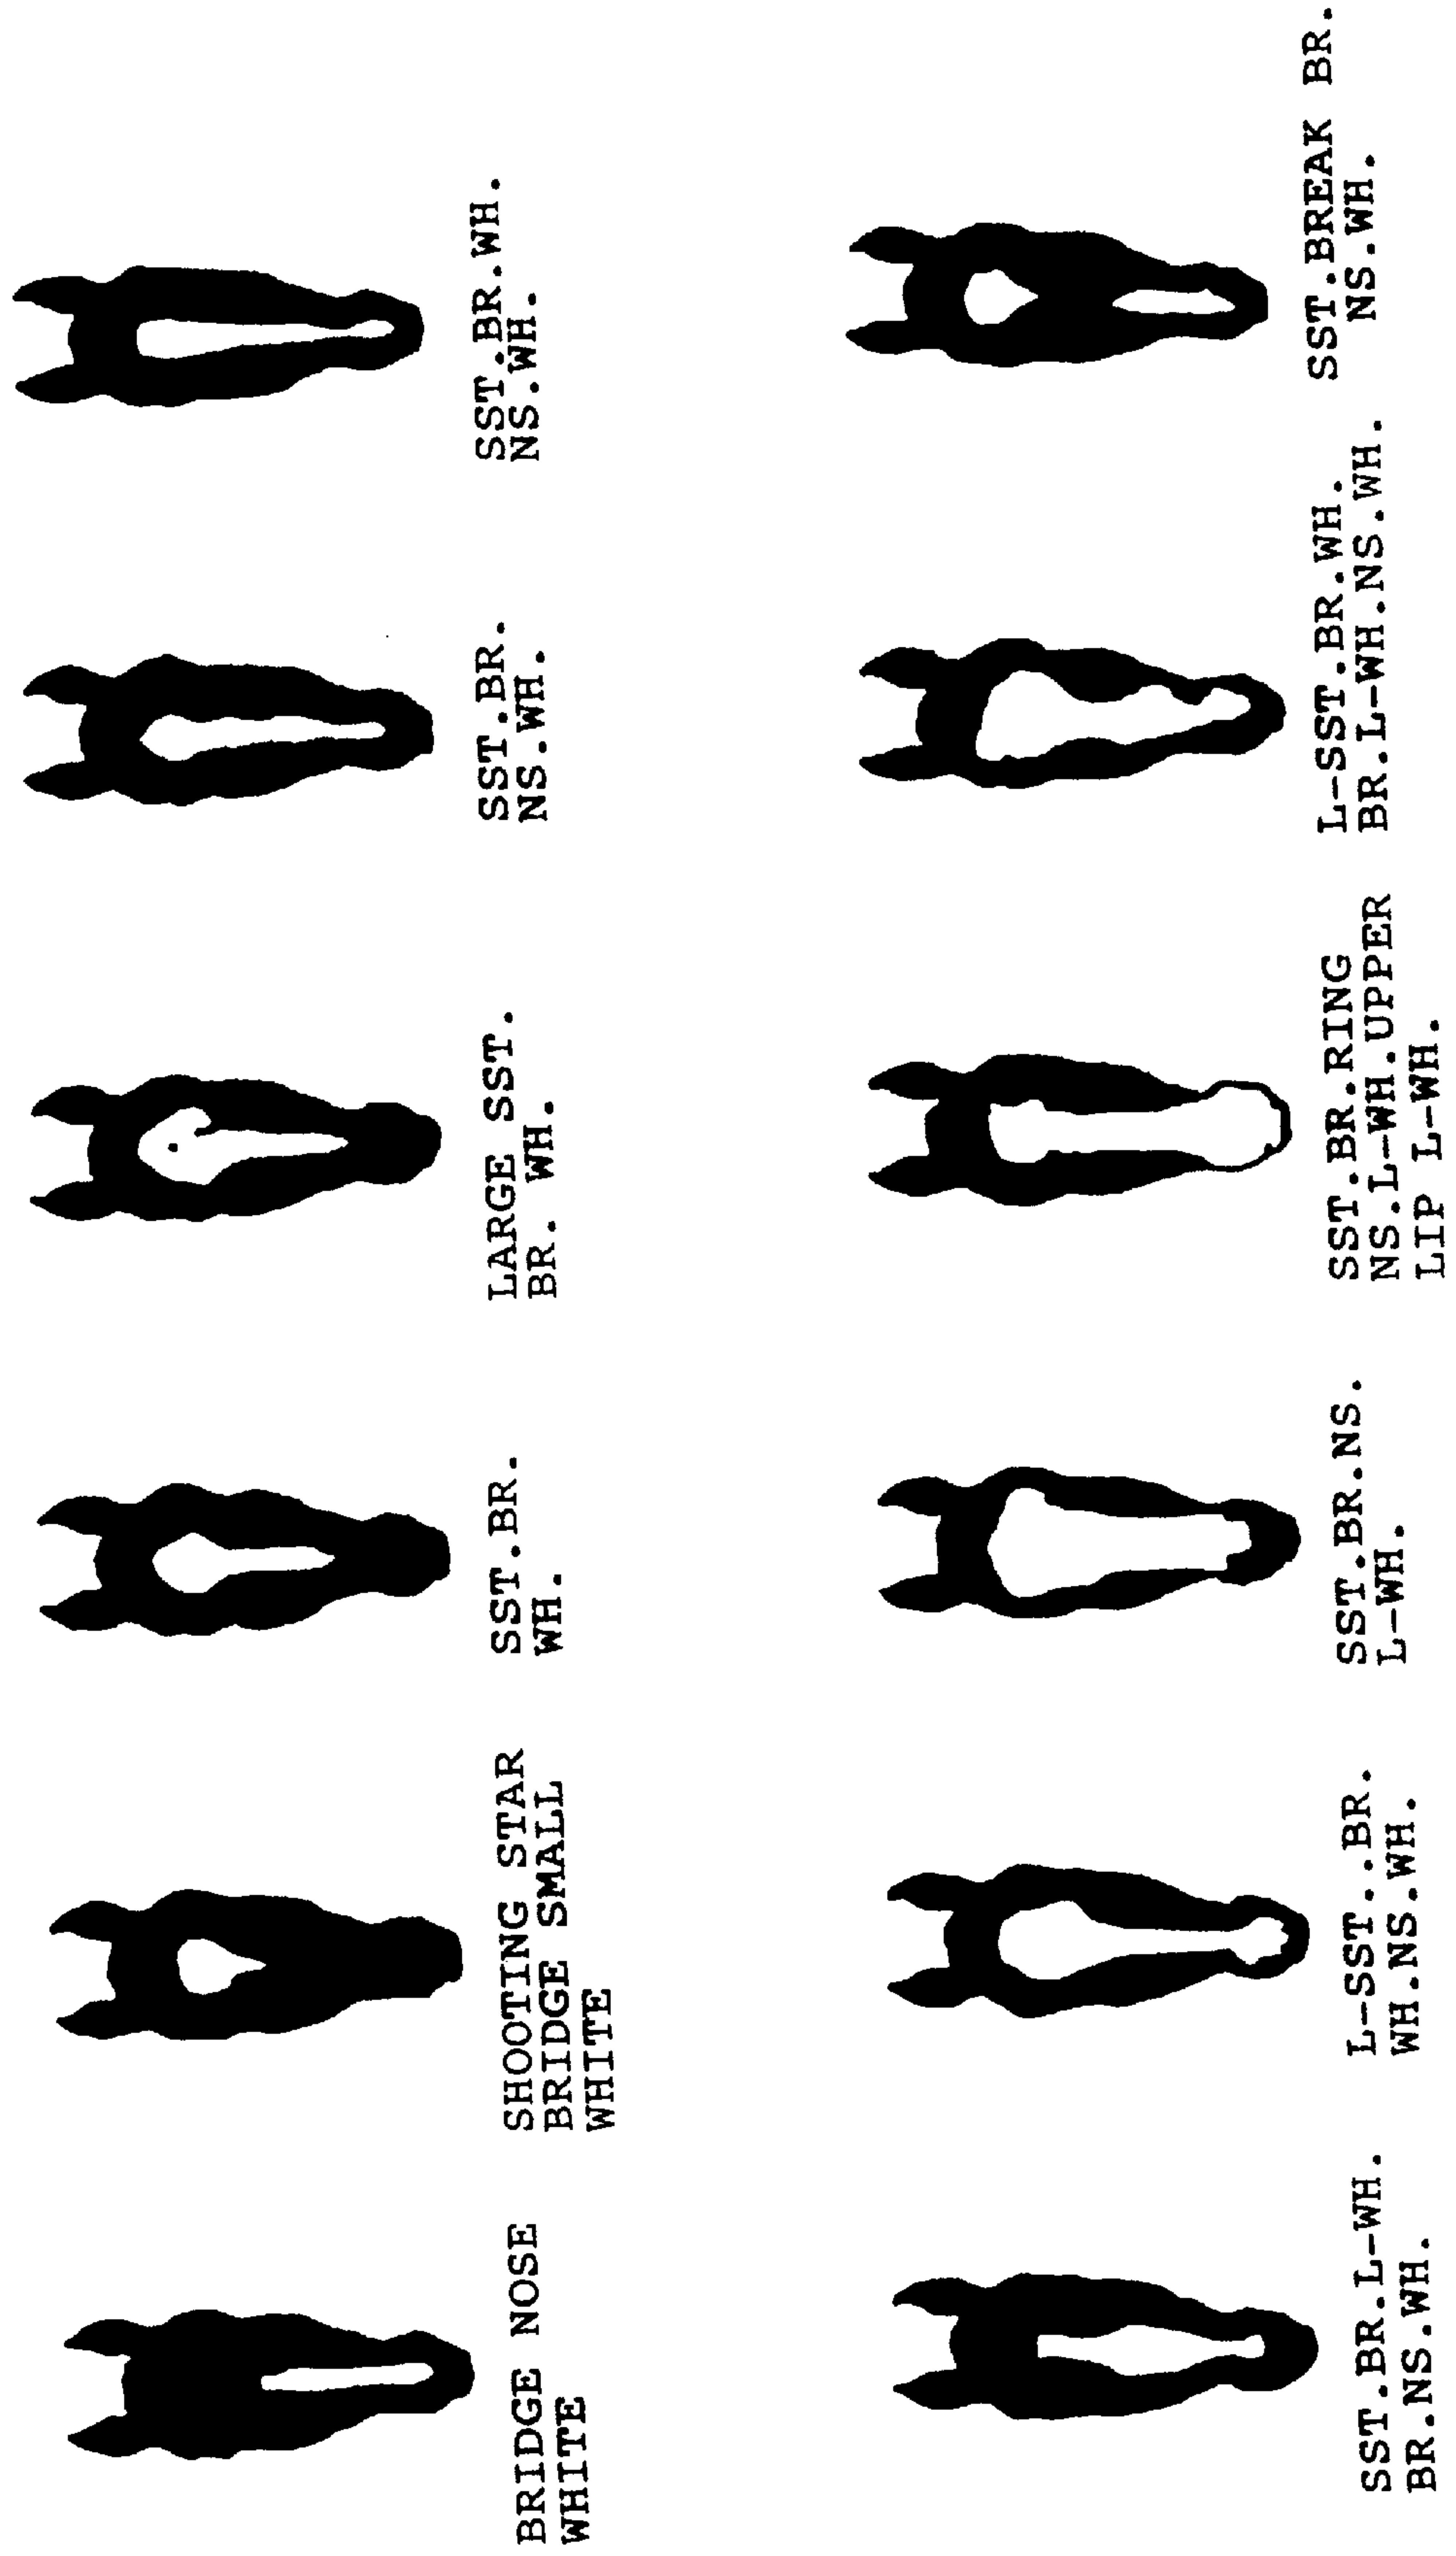 BRIDGE NOSE
WHITE
SHOOTING STAR
BRIDGE SMALL
WHITE
SST.BR.
WH.
LARGE SST.
BR. WH.
SST.BR.
NS.WH.
SST.BR.WH.
NS.WH.
SST.BR.L-WH.
BR.NS.WH.
L-SST..BR.
WH.NS.WH.
SST.BR.NS.
L-WH.
SST.BR.RING
NS.L-WH.UPPER
LIP L-WH.
L-SST.BR.WH.
BR.L-WH.NS.WH.
SST.BREAK BR.
NS.WH.